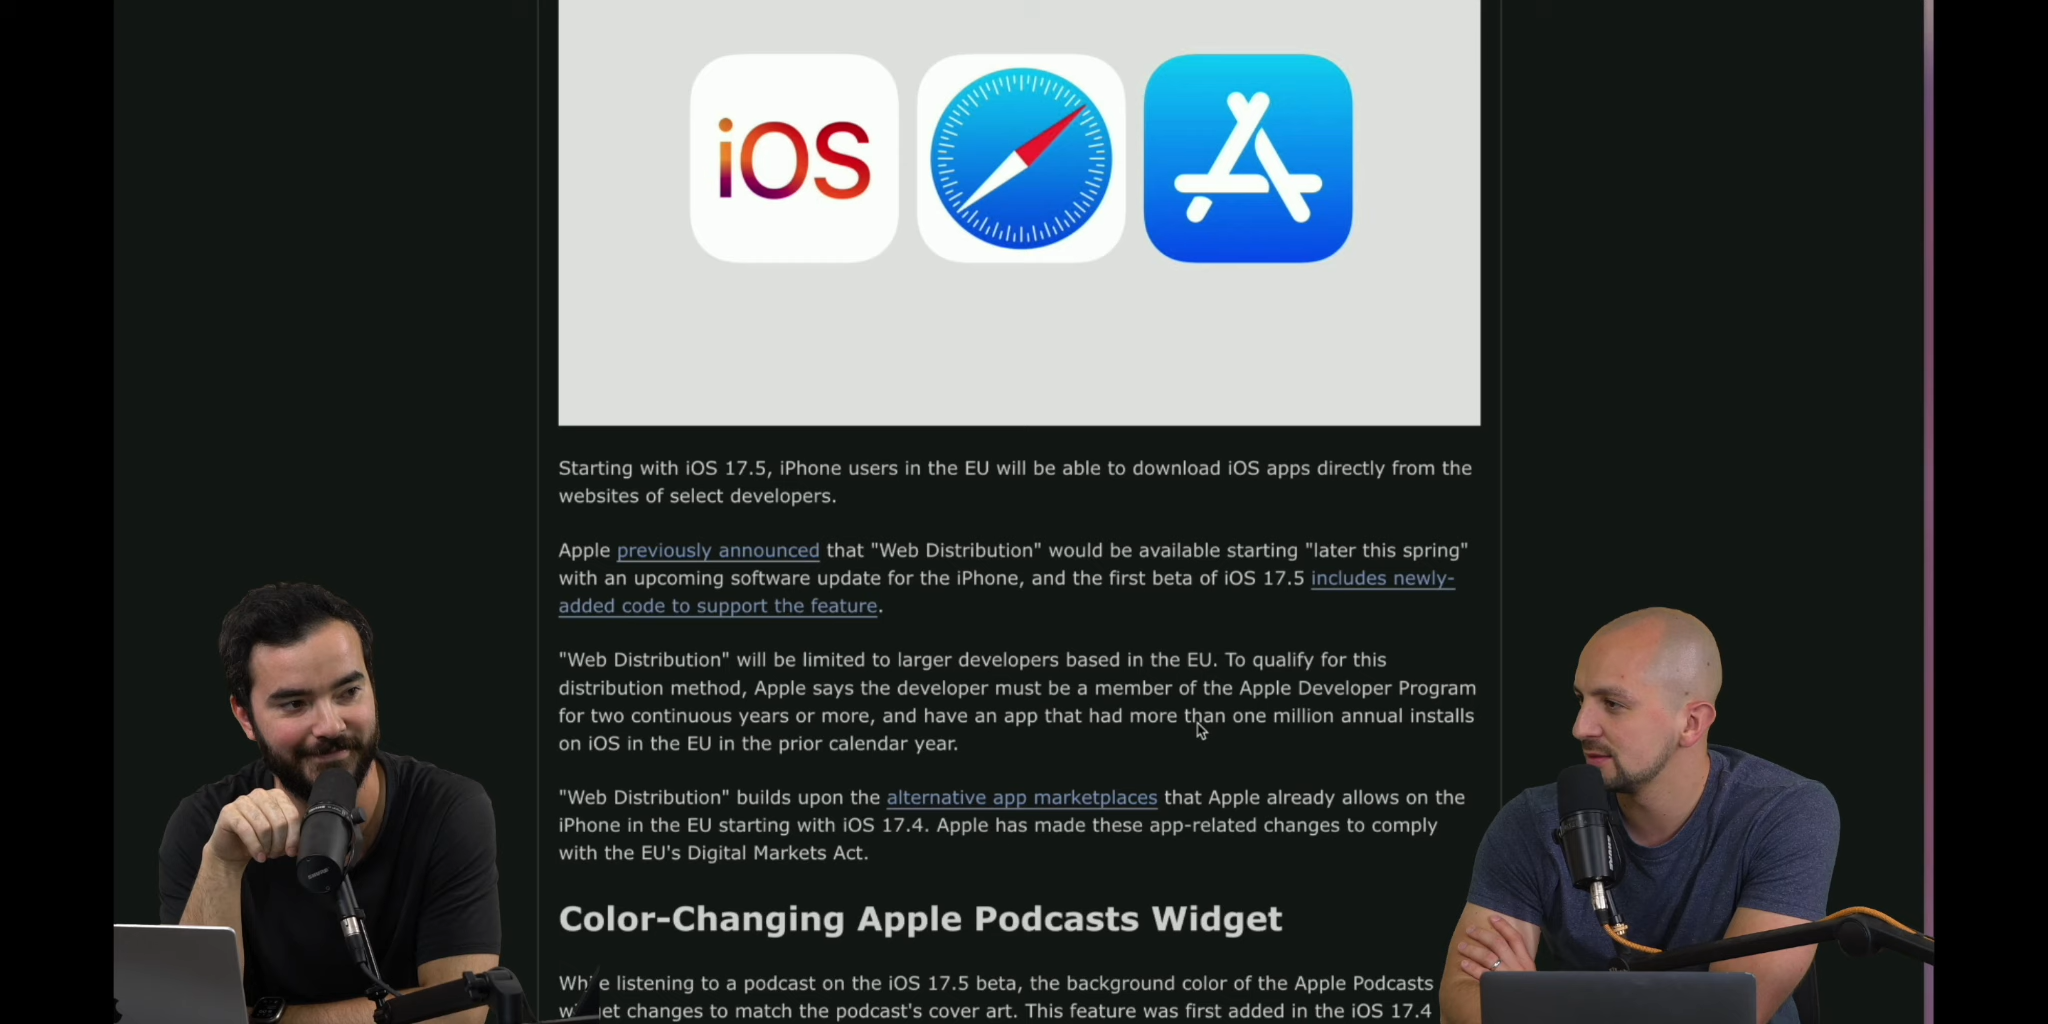 iOS
Starting with iOS 17.5, iPhone users in the EU will be able to download iOS apps directly from the
websites of select developers.
Apple previously announced that "Web Distribution" would be available starting "later this spring"
with an upcoming software update for the iPhone, and the first beta of iOS 17.5 includes newly-
added code to support the feature.
"Web Distribution" will be limited to larger developers based in the EU. To qualify for this
distribution method, Apple says the developer must be a member of the Apple Developer Program
for two continuous years or more, and have an app that had more than one million annual installs
on iOS in the EU in the prior calendar year.
"Web Distribution" builds upon the alternative app marketplaces that Apple already allows on the
iPhone in the EU starting with iOS 17.4. Apple has made these app-related changes to comply
with the EU's Digital Markets Act.
Color-Changing Apple Podcasts Widget
listening to a podcast on the iOS 17.5 beta, the background color of the Apple Podcasts
changes to match the podcast's cover art. This feature was first added in the iOS 17.4